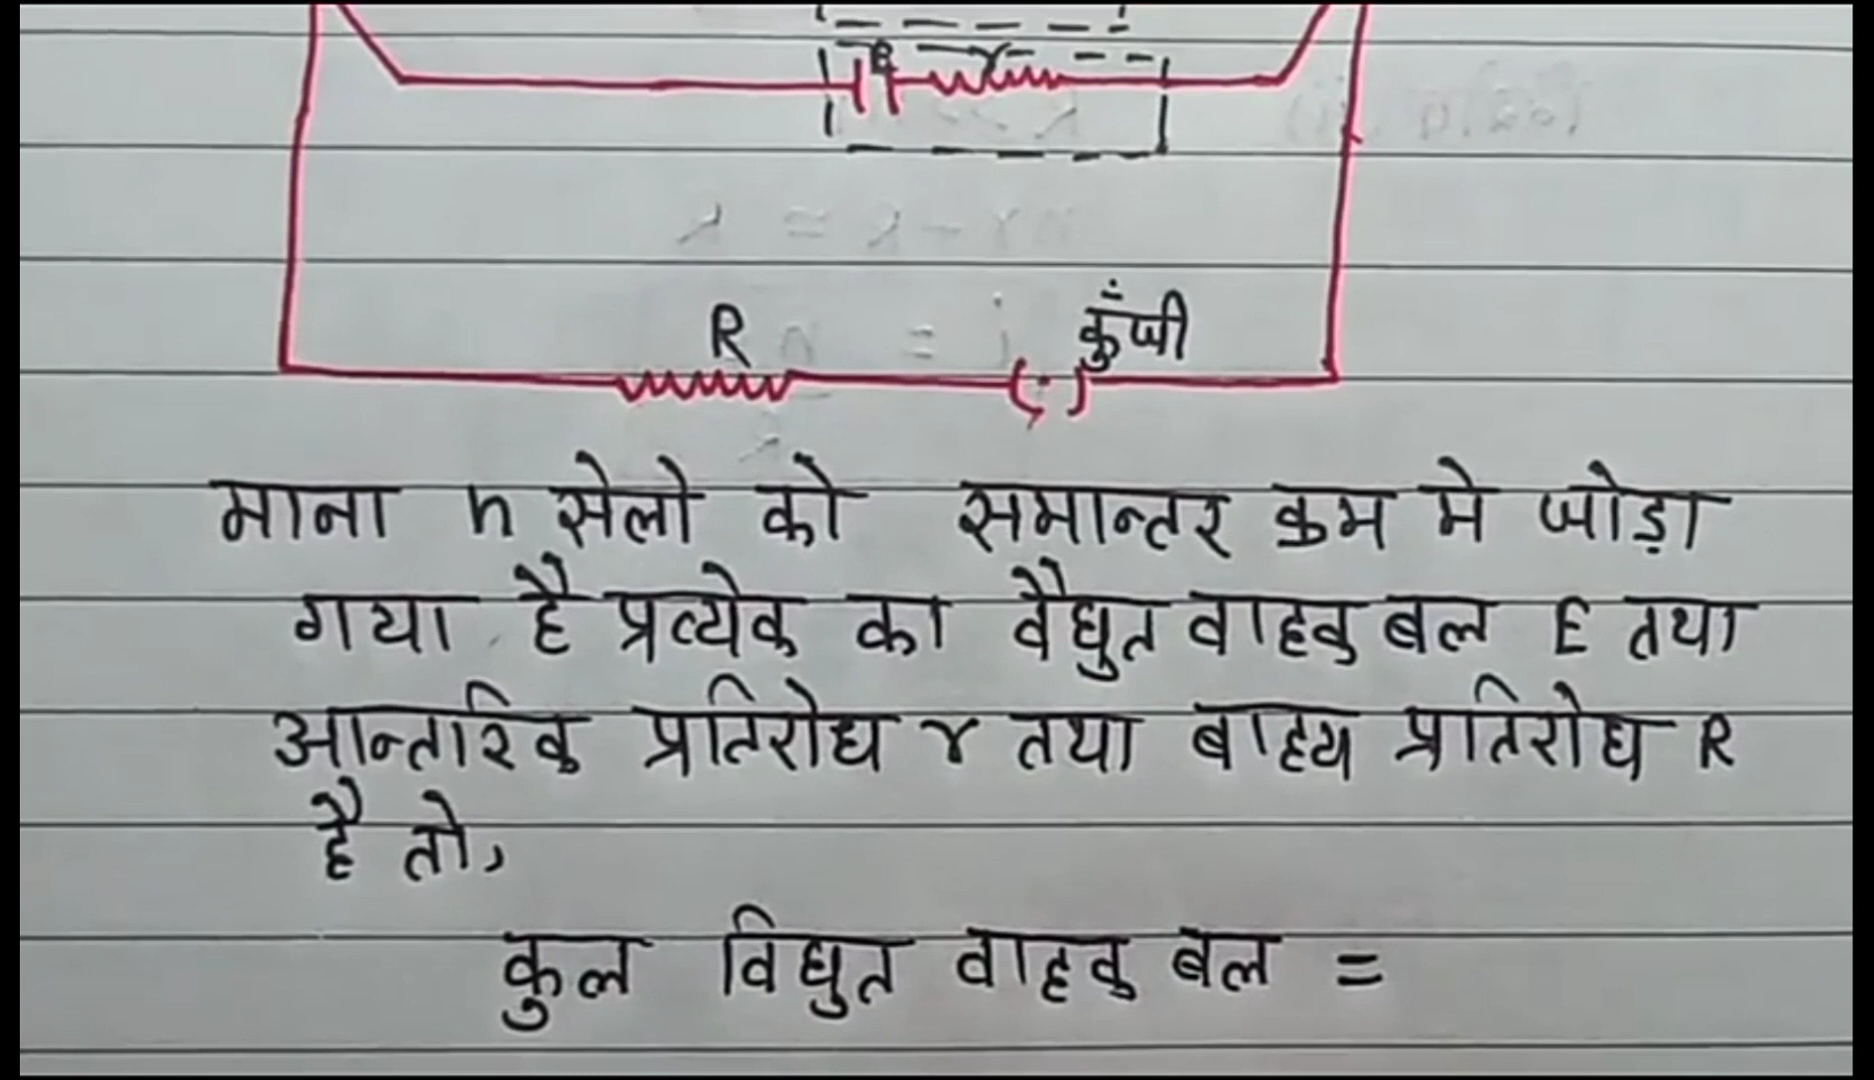 E r
R कुँजी
माना n सेलो को समान्तर क्रम मे जोड़ा
गया है प्रत्येक का वैधुत वाहक बल E तथा
आन्तरिक प्रतिरोध r तथा बाह्य प्रतिरोध R
है तो,
कुल विधुत वाहक बल =